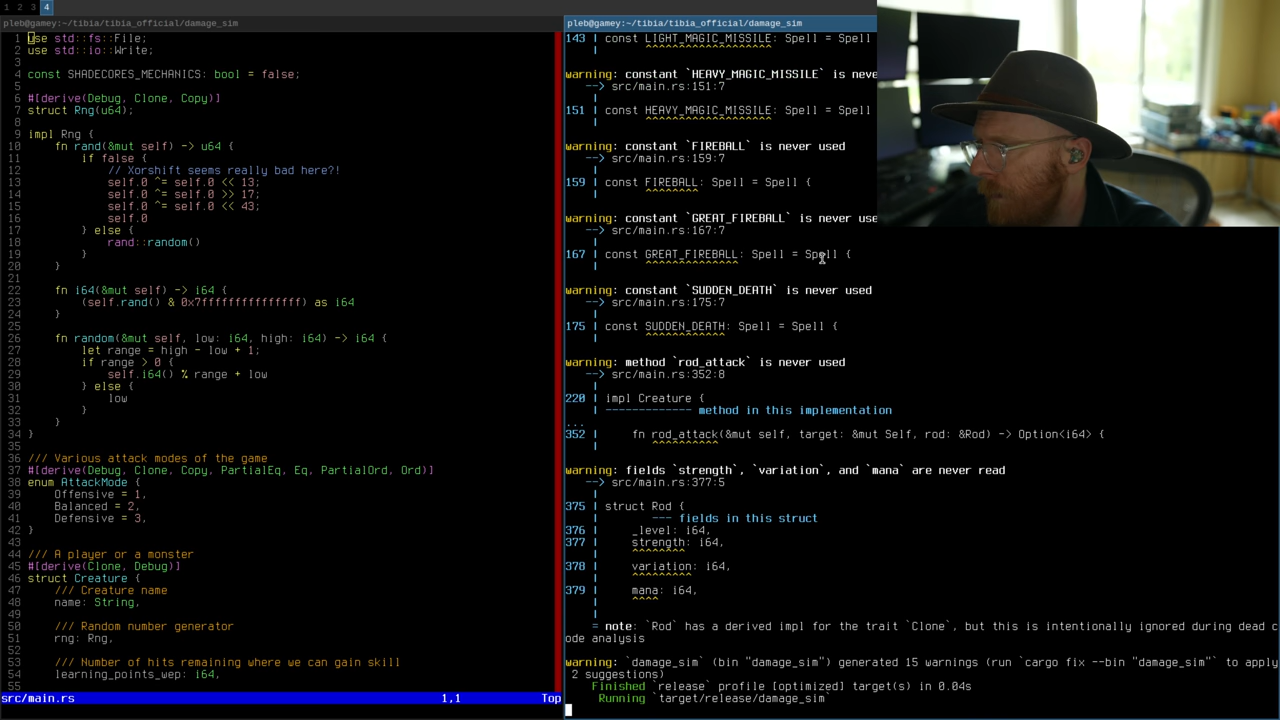 1 2 3 4
pleb@gamey:~/tibia/tibia_official/damage_sim
1 use std::fs::File;
2 use std::io::Write;
3
4 const SHADECORES_MECHANICS: bool = false;
5
6 #[derive(Debug, Clone, Copy)]
7 struct Rng(u64);
8
9 impl Rng {
10 fn rand(&mut self) -> u64 {
11 if false {
12 // Xorshift seems really bad here?!
13 self.0 ^= self.0 << 13;
14 self.0 ^= self.0 >> 17;
15 self.0 ^= self.0 << 43;
16 self.0
17 } else {
18 rand::random()
19 }
20 }
21
22 fn i64(&mut self) -> i64 {
23 (self.rand() & 0x7fffffffffffffff) as i64
24 }
25
26 fn random(&mut self, low: i64, high: i64) -> i64 {
27 let range = high - low + 1;
28 if range > 0 {
29 self.i64() % range + low
30 } else {
31 low
32 }
33 }
34 }
35
36 /// Various attack modes of the game
37 #[derive(Debug, Clone, Copy, PartialEq, Eq, PartialOrd, Ord)]
38 enum AttackMode {
39 Offensive = 1,
40 Balanced = 2,
41 Defensive = 3,
42 }
43
44 /// A player or a monster
45 #[derive(Clone, Debug)]
46 struct Creature {
47 /// Creature name
48 name: String,
49
50 /// Random number generator
51 rng: Rng,
52
53 /// Number of hits remaining where we can gain skill
54 learning_points_wep: i64,
55
src/main.rs 1,1 Top
pleb@gamey:~/tibia/tibia_official/damage_sim
143 | const LIGHT_MAGIC_MISSILE: Spell = Spell
| ^^^^^^^^^^^^^^^^^^^
warning: constant `HEAVY_MAGIC_MISSILE` is neve
--> src/main.rs:151:7
|
151 | const HEAVY_MAGIC_MISSILE: Spell = Spell
| ^^^^^^^^^^^^^^^^^^^
warning: constant `FIREBALL` is never used
--> src/main.rs:159:7
|
159 | const FIREBALL: Spell = Spell {
| ^^^^^^^^
warning: constant `GREAT_FIREBALL` is never use
--> src/main.rs:167:7
|
167 | const GREAT_FIREBALL: Spell = Spell {
| ^^^^^^^^^^^^^^
warning: constant `SUDDEN_DEATH` is never used
--> src/main.rs:175:7
|
175 | const SUDDEN_DEATH: Spell = Spell {
| ^^^^^^^^^^^^
warning: method `rod_attack` is never used
--> src/main.rs:352:8
|
220 | impl Creature {
| ------------- method in this implementation
...
352 | fn rod_attack(&mut self, target: &mut Self, rod: &Rod) -> Option<i64> {
| ^^^^^^^^^^
warning: fields `strength`, `variation`, and `mana` are never read
--> src/main.rs:377:5
|
375 | struct Rod {
| --- fields in this struct
376 | _level: i64,
377 | strength: i64,
| ^^^^^^^^
378 | variation: i64,
| ^^^^^^^^^
379 | mana: i64,
| ^^^^
|
= note: `Rod` has a derived impl for the trait `Clone`, but this is intentionally ignored during dead c
ode analysis
warning: `damage_sim` (bin "damage_sim") generated 15 warnings (run `cargo fix --bin "damage_sim"` to apply
2 suggestions)
Finished `release` profile [optimized] target(s) in 0.04s
Running `target/release/damage_sim`